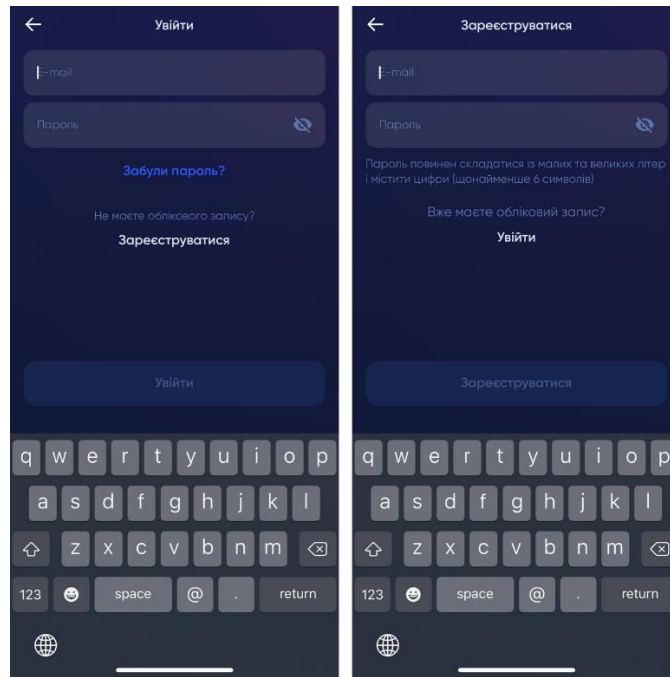 Увійти
E-mail
Пароль
Забули пароль?
Не маєте облікового запису?
Зареєструватися
Увійти
q w e r t y u i o p
a s d f g h j k l
z x c v b n m
123 space @ . return
Зареєструватися
E-mail
Пароль
Пароль повинен складатися із малих та великих літер
і містити цифри (щонайменше 6 символів)
Вже маєте обліковий запис?
Увійти
Зареєструватися
q w e r t y u i o p
a s d f g h j k l
z x c v b n m
123 space @ . return